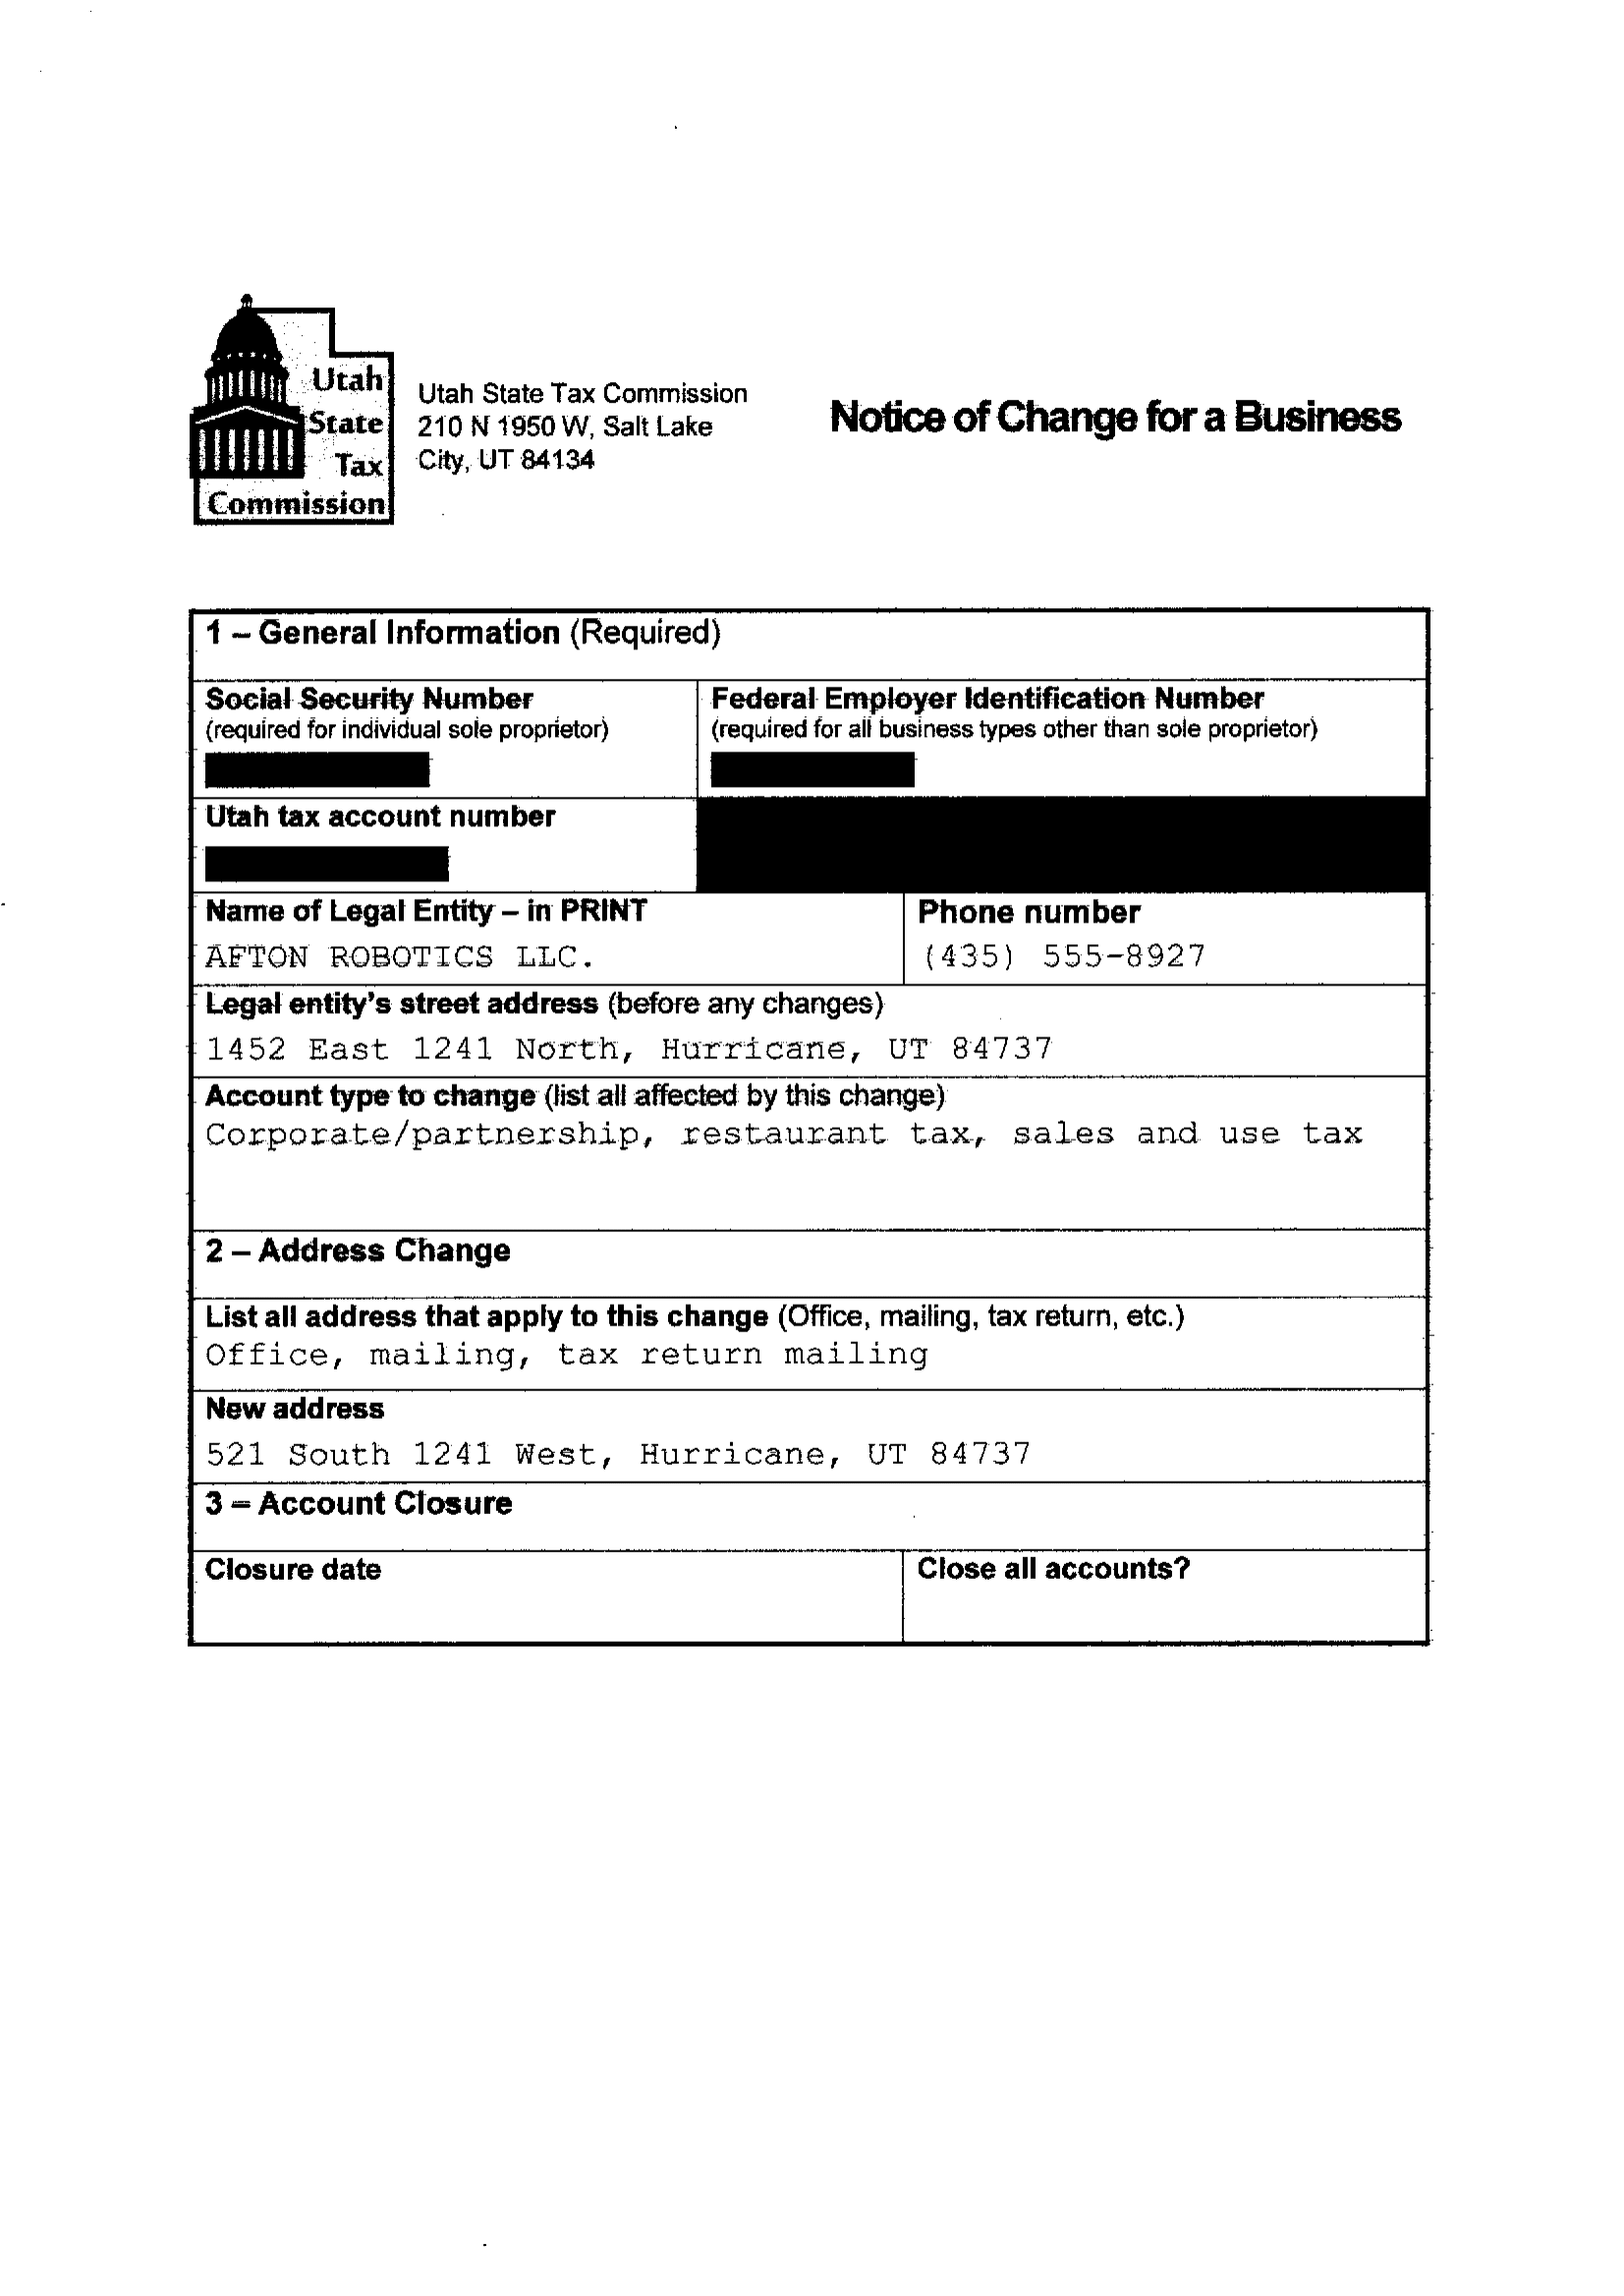 Utah
State
Tax
Commission
Utah State Tax Commission
210 N 1950 W, Salt Lake
City, UT 84134
Notice of Change for a Business
1 – General Information (Required)
Social Security Number
(required for individual sole proprietor)
Federal Employer Identification Number
(required for all business types other than sole proprietor)
Utah tax account number
Name of Legal Entity – in PRINT
AFTON ROBOTICS LLC.
Phone number
(435) 555-8927
Legal entity's street address (before any changes)
1452 East 1241 North, Hurricane, UT 84737
Account type to change (list all affected by this change)
Corporate/partnership, restaurant tax, sales and use tax
2 – Address Change
List all address that apply to this change (Office, mailing, tax return, etc.)
Office, mailing, tax return mailing
New address
521 South 1241 West, Hurricane, UT 84737
3 – Account Closure
Closure date
Close all accounts?